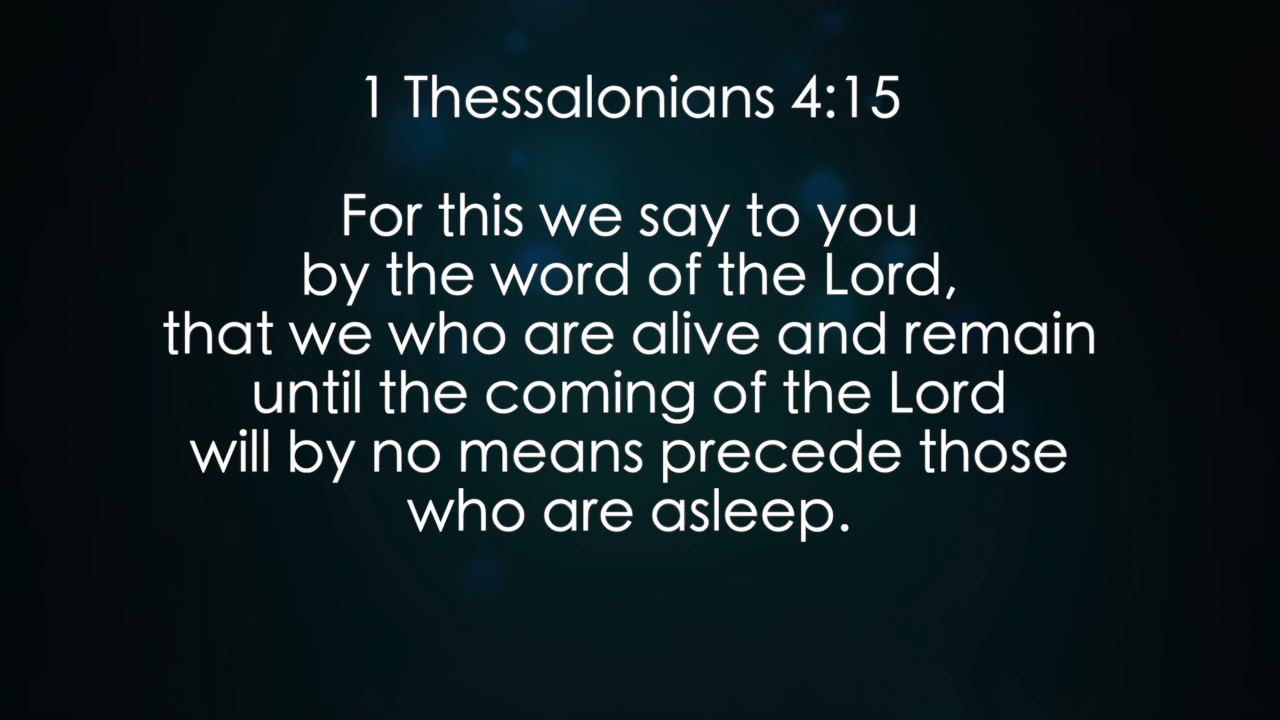 1 Thessalonians 4:15
For this we say to you
by the word of the Lord,
that we who are alive and remain
until the coming of the Lord
will by no means precede those
who are asleep.